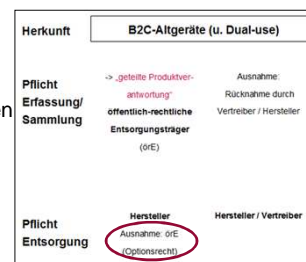 Herkunft
B2C-Altgeräte (u. Dual-use)
Pflicht
Erfassung/
Sammlung
-> „geteilte Produktver-
antwortung“
öffentlich-rechtliche
Entsorgungsträger
(örE)
Ausnahme:
Rücknahme durch
Vertreiber / Hersteller
en
Pflicht
Entsorgung
Hersteller
Ausnahme: örE
(Optionsrecht)
Hersteller / Vertreiber